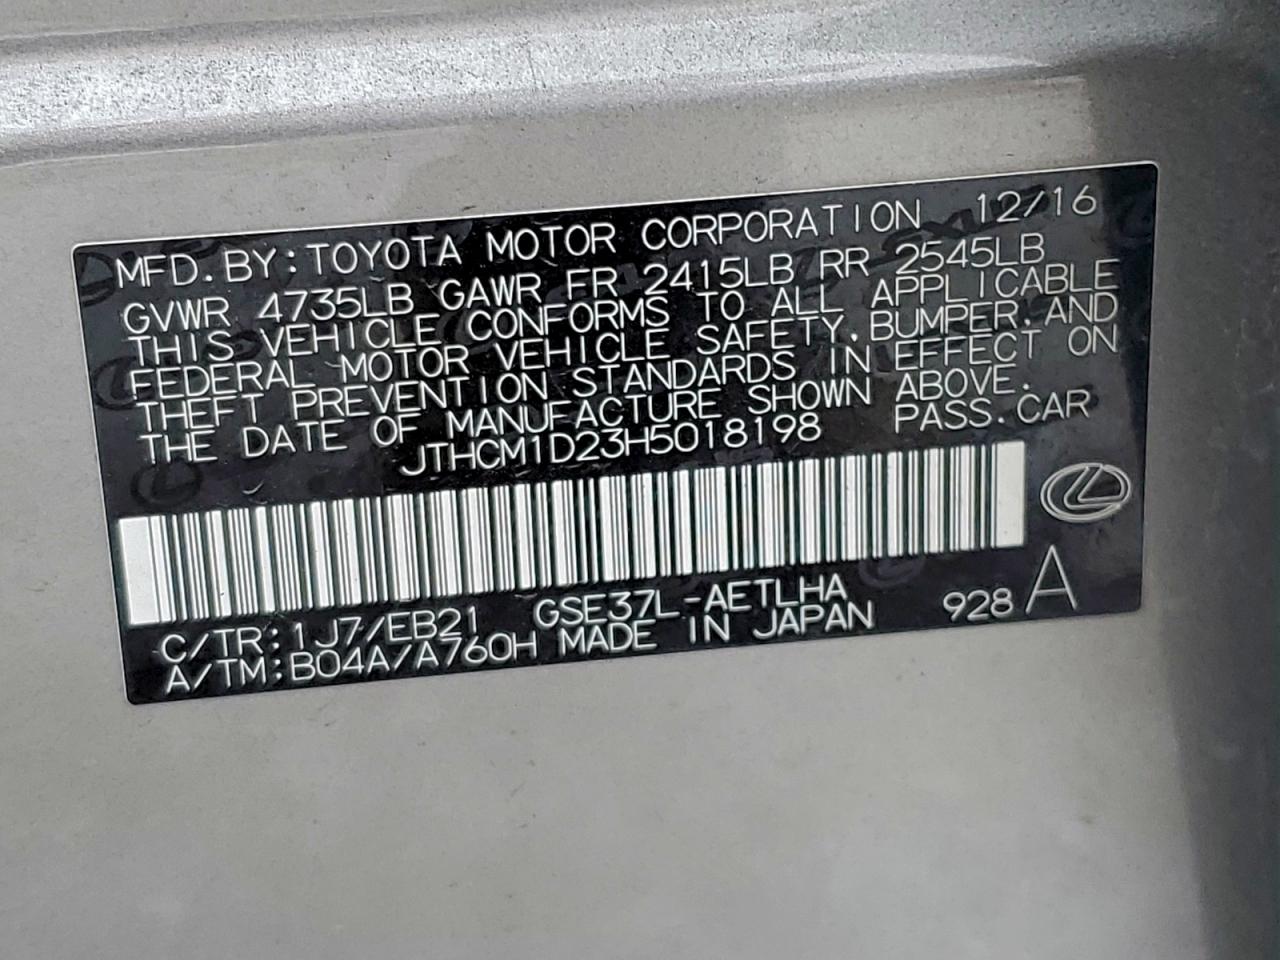 MFD.BY:TOYOTA MOTOR CORPORATION 12/16
GVWR 4735LB GAWR FR 2415LB RR 2545LB
THIS VEHICLE CONFORMS TO ALL APPLICABLE
FEDERAL MOTOR VEHICLE SAFETY,BUMPER,AND
THEFT PREVENTION STANDARDS IN EFFECT ON
THE DATE OF MANUFACTURE SHOWN ABOVE.
JTHCM1D23H5018198 PASS.CAR
C/TR:1J7/EB21 GSE37L-AETLHA 928 A
A/TM:B04A/A760H MADE IN JAPAN